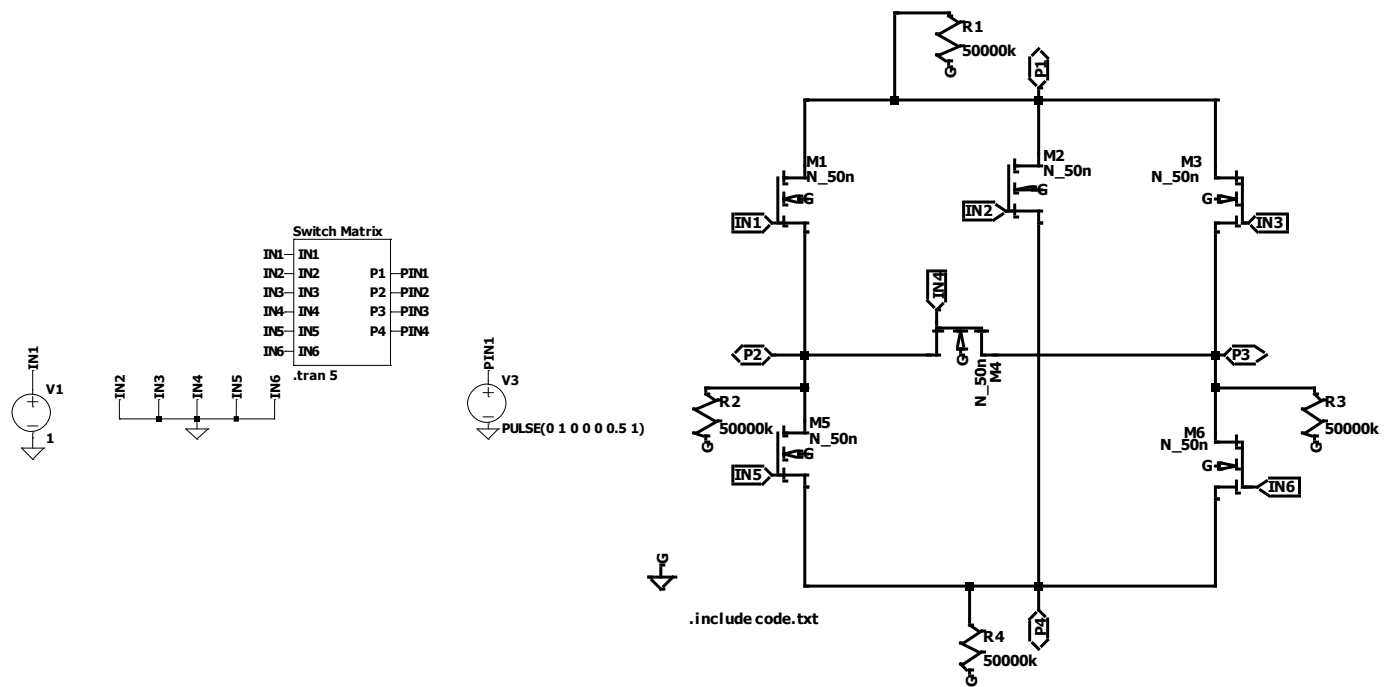 R1
50000k
G
P1
M1
N_50n
G
IN1
M2
N_50n
G
IN2
M3
N_50n
G
IN3
Switch Matrix
IN1 IN1
IN2 IN2 P1 PIN1
IN3 IN3 P2 PIN2
IN4 IN4 P3 PIN3
IN5 IN5 P4 PIN4
IN6 IN6
.tran 5
IN1
V1
1
IN2
IN3
IN4
IN5
IN6
PIN1
V3
PULSE(0 1 0 0 0 0.5 1)
IN4
G
N_50n
M4
P2
P3
R2
50000k
G
M5
N_50n
G
IN5
R3
50000k
G
M6
N_50n
G
IN6
G
.include code.txt
P4
R4
50000k
G